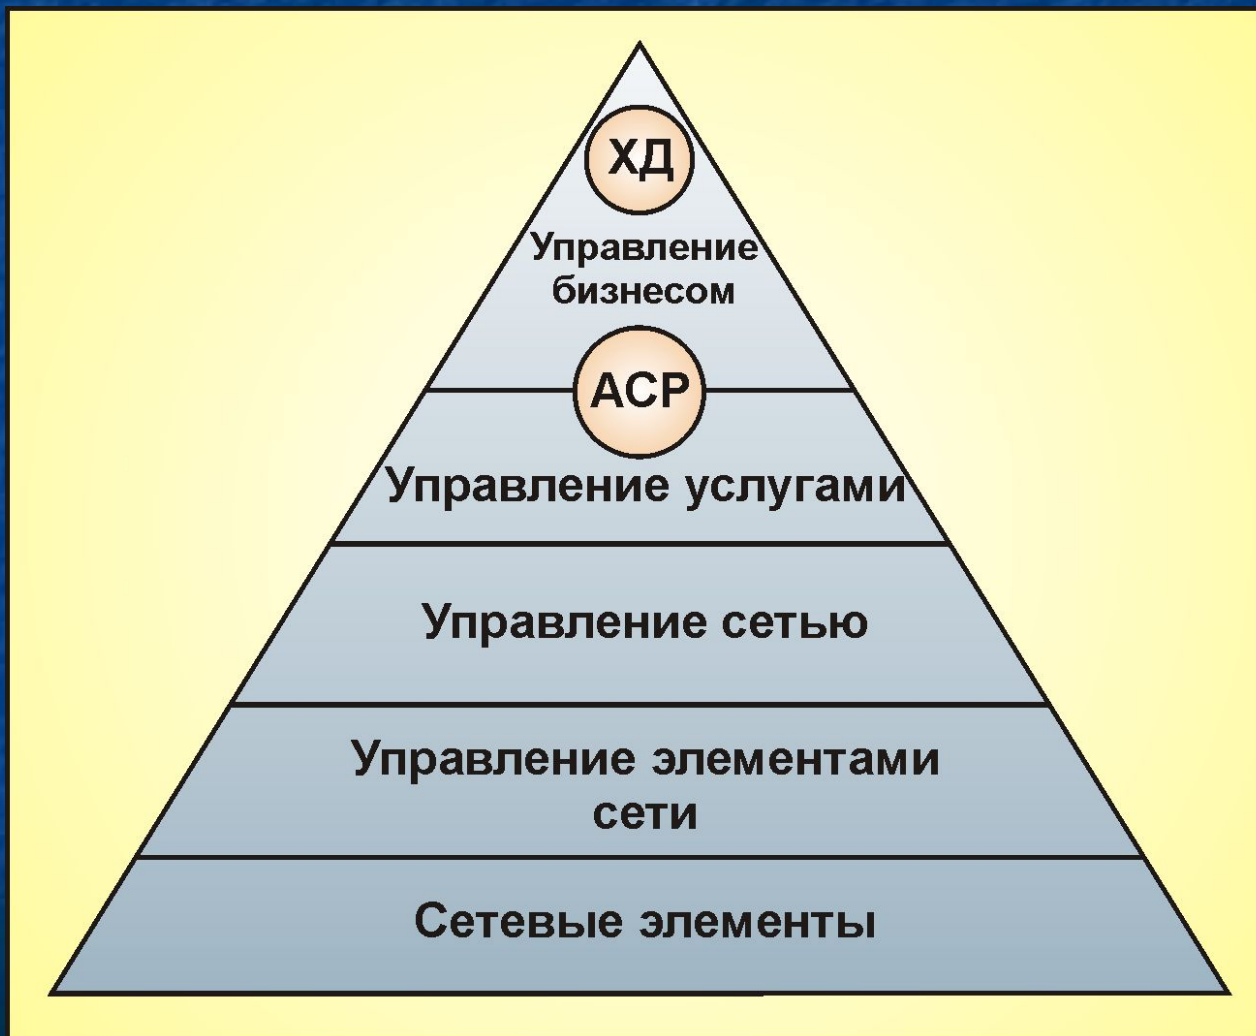 ХД
Управление
бизнесом
АСР
Управление услугами
Управление сетью
Управление элементами
сети
Сетевые элементы